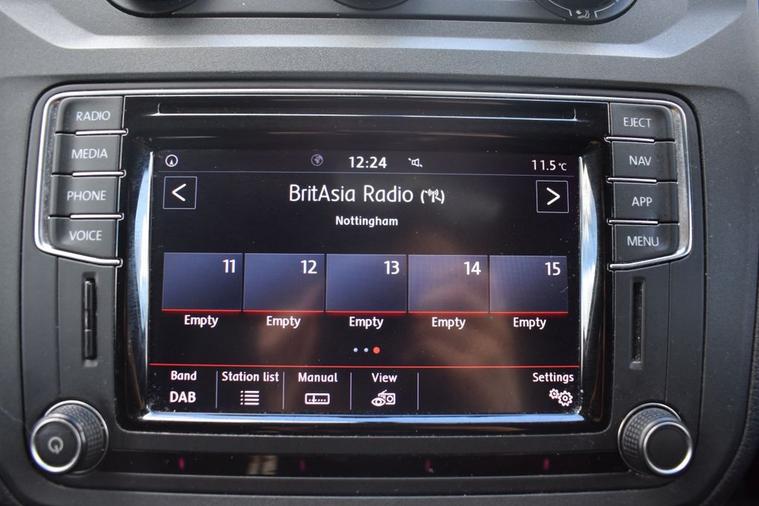 RADIO
MEDIA
PHONE
VOICE
EJECT
NAV
APP
MENU
12:24
11.5 °C
< BritAsia Radio >
Nottingham
11 12 13 14 15
Empty Empty Empty Empty Empty
Band Station list Manual View Settings
DAB